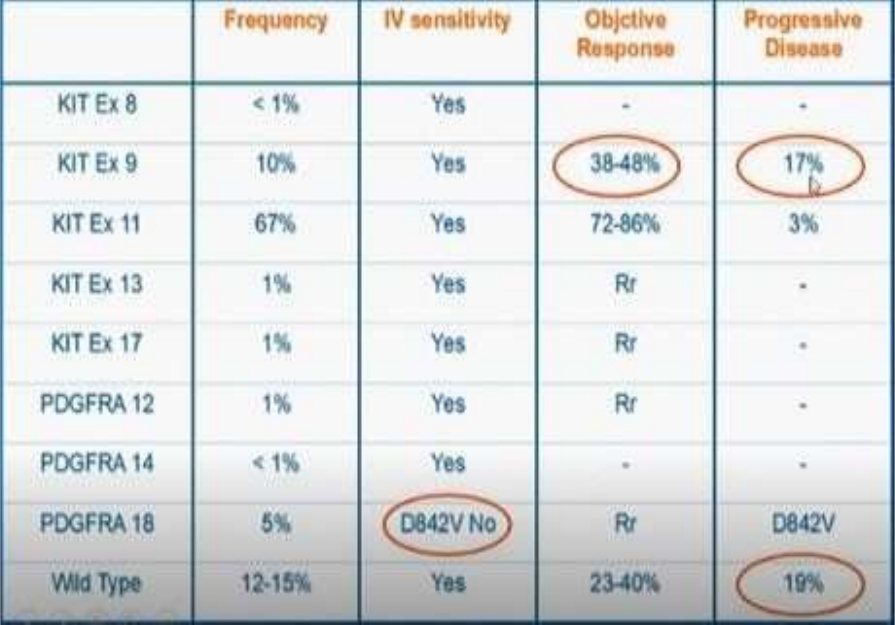 Frequency IV sensitivity Objctive Response Progressive Disease
KIT Ex 8 < 1% Yes - -
KIT Ex 9 10% Yes 38-48% 17%
KIT Ex 11 67% Yes 72-86% 3%
KIT Ex 13 1% Yes Rr -
KIT Ex 17 1% Yes Rr -
PDGFRA 12 1% Yes Rr -
PDGFRA 14 < 1% Yes - -
PDGFRA 18 5% D842V No Rr D842V
Wild Type 12-15% Yes 23-40% 19%